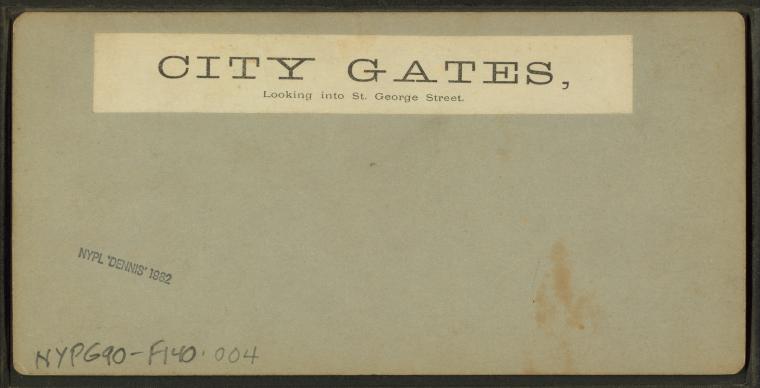 CITY GATES,
Looking into St. George Street.
NYPL 'DENNIS' 1982
NYPG90-F140.004